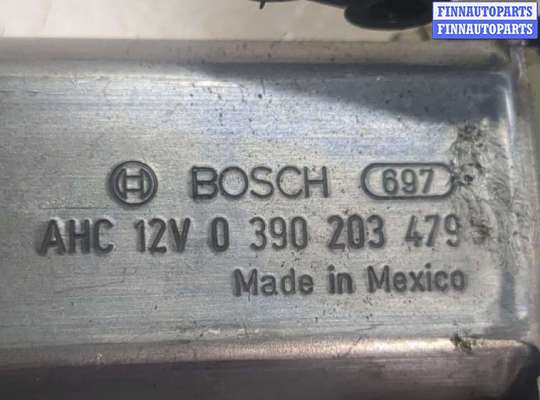 FINNAUTOPARTS
FINNAUTOPARTS
BOSCH 697
AHC 12V 0 390 203 479
Made in Mexico